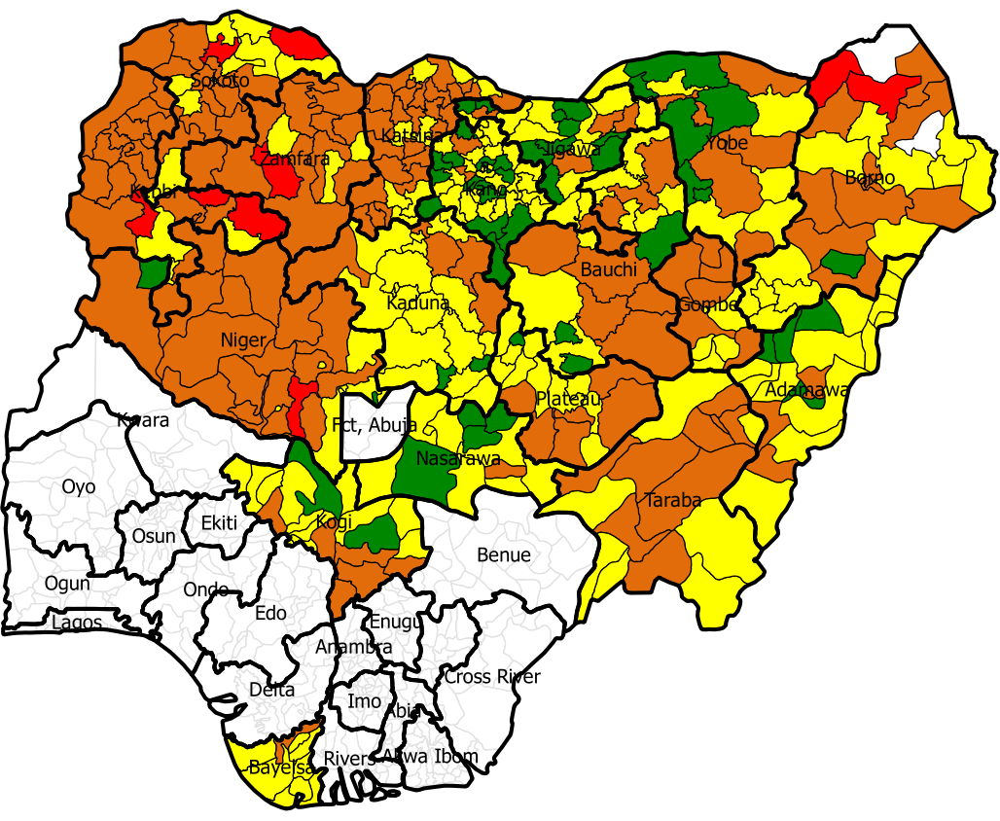 Sokoto
Katsina
Zamfara
Jigawa
Yobe
Borno
Kebbi
Kano
Bauchi
Kaduna
Gombe
Niger
Adamawa
Plateau
Kwara
Fct, Abuja
Nasarawa
Oyo
Taraba
Kogi
Ekiti
Osun
Benue
Ogun
Ondo
Edo
Lagos
Enugu
Anambra
Cross River
Delta
Imo
Abia
Bayelsa
Rivers
Akwa Ibom